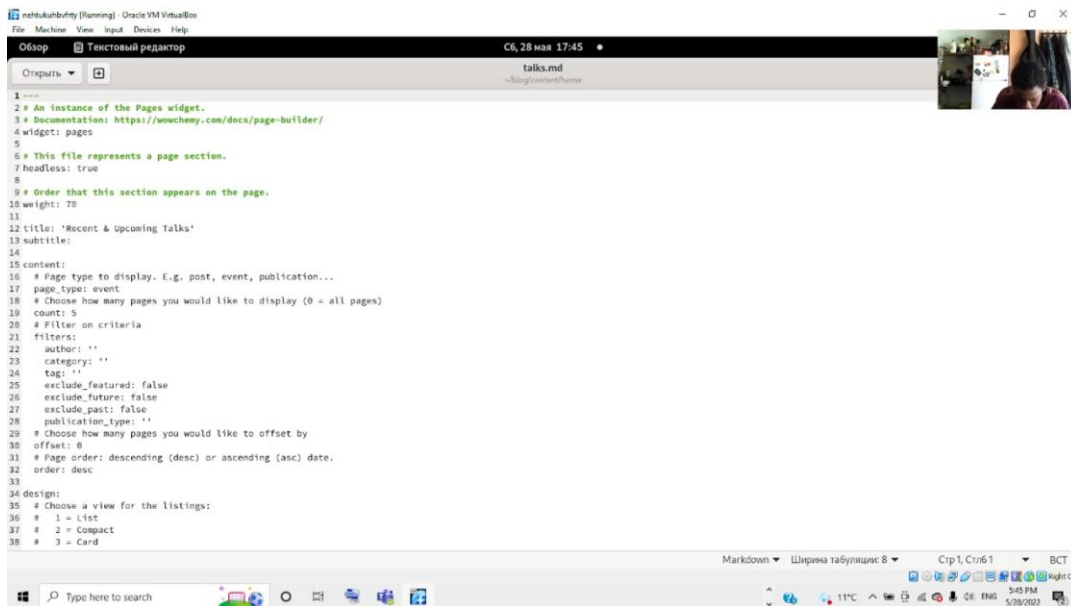 nehtukuhbvfrty [Running] - Oracle VM VirtualBox
File Machine View Input Devices Help
Обзор Текстовый редактор Сб, 28 мая 17:45
Открыть talks.md
~/blog/content/home
1 ---
2 # An instance of the Pages widget.
3 # Documentation: https://wowchemy.com/docs/page-builder/
4 widget: pages
5
6 # This file represents a page section.
7 headless: true
8
9 # Order that this section appears on the page.
10 weight: 70
11
12 title: 'Recent & Upcoming Talks'
13 subtitle:
14
15 content:
16 # Page type to display. E.g. post, event, publication...
17 page_type: event
18 # Choose how many pages you would like to display (0 = all pages)
19 count: 5
20 # Filter on criteria
21 filters:
22 author: ''
23 category: ''
24 tag: ''
25 exclude_featured: false
26 exclude_future: false
27 exclude_past: false
28 publication_type: ''
29 # Choose how many pages you would like to offset by
30 offset: 0
31 # Page order: descending (desc) or ascending (asc) date.
32 order: desc
33
34 design:
35 # Choose a view for the listings:
36 # 1 = List
37 # 2 = Compact
38 # 3 = Card
Markdown Ширина табуляции: 8 Стр 1, Стлб 1 ВСТ
Right C
Type here to search 11°C ENG 5:45 PM
5/28/2022